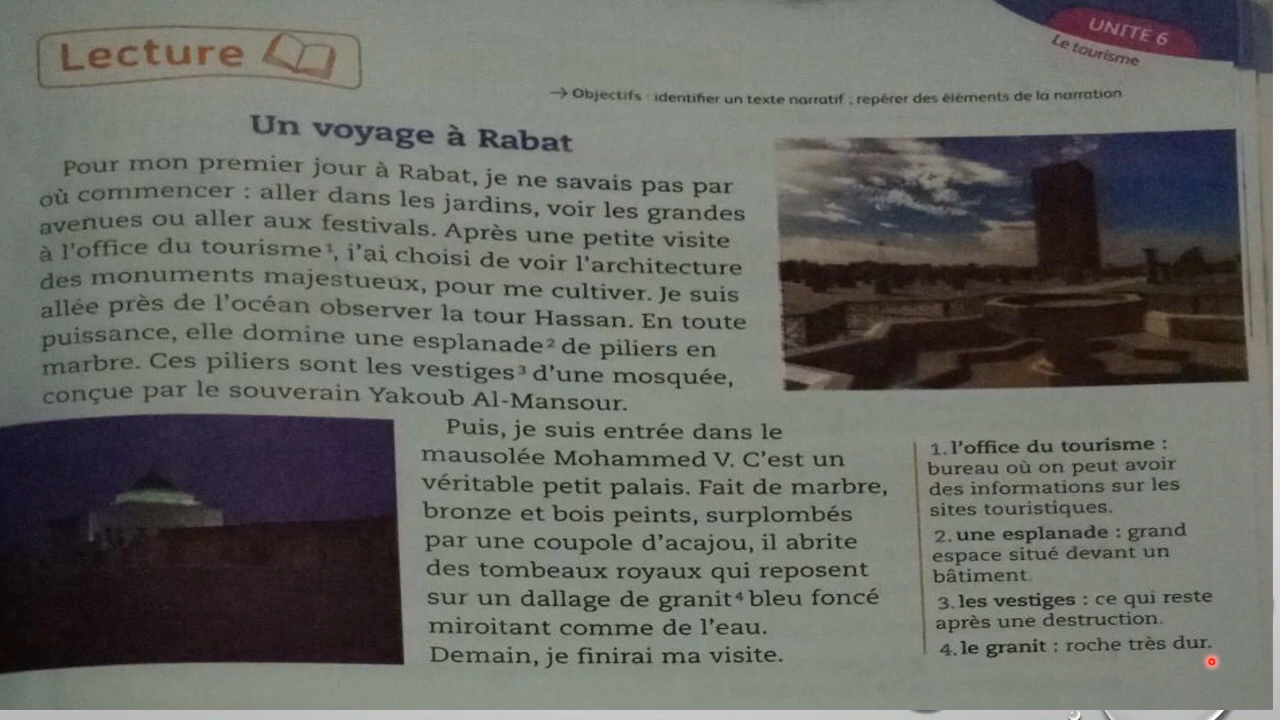 Lecture
UNITE 6
Le tourisme
→ Objectifs : identifier un texte narratif ; repérer des éléments de la narration
Un voyage à Rabat
Pour mon premier jour à Rabat, je ne savais pas par
où commencer : aller dans les jardins, voir les grandes
avenues ou aller aux festivals. Après une petite visite
à l'office du tourisme¹, j'ai choisi de voir l'architecture
des monuments majestueux, pour me cultiver. Je suis
allée près de l'océan observer la tour Hassan. En toute
puissance, elle domine une esplanade² de piliers en
marbre. Ces piliers sont les vestiges³ d'une mosquée,
conçue par le souverain Yakoub Al-Mansour.
Puis, je suis entrée dans le
mausolée Mohammed V. C'est un
véritable petit palais. Fait de marbre,
bronze et bois peints, surplombés
par une coupole d'acajou, il abrite
des tombeaux royaux qui reposent
sur un dallage de granit⁴ bleu foncé
miroitant comme de l'eau.
Demain, je finirai ma visite.
1. l'office du tourisme :
bureau où on peut avoir
des informations sur les
sites touristiques.
2. une esplanade : grand
espace situé devant un
bâtiment.
3. les vestiges : ce qui reste
après une destruction.
4. le granit : roche très dur.